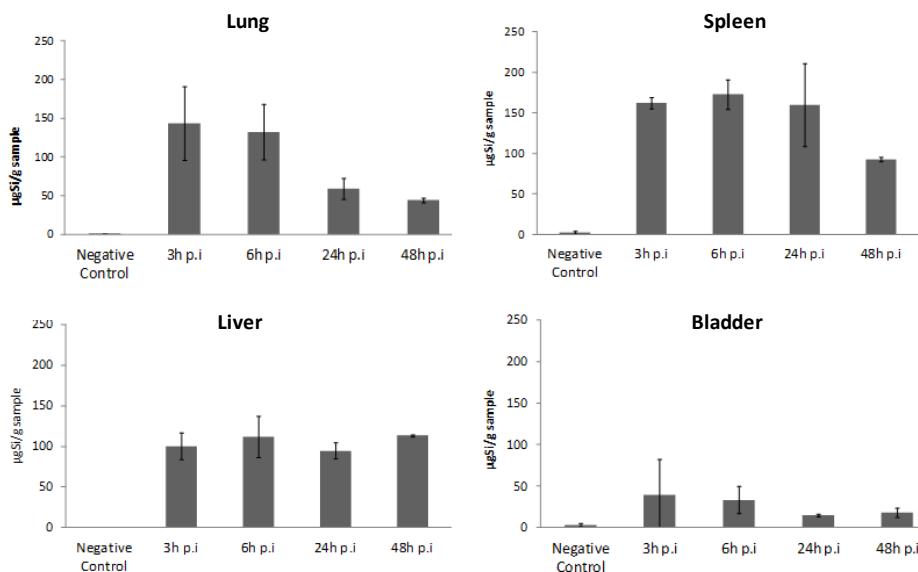 Lung
250
200
150
100
50
0
µgSi/g sample
Negative
Control
3h p.i
6h p.i
24h p.i
48h p.i
Spleen
250
200
150
100
50
0
µgSi/g sample
Negative
Control
3h p.i
6h p.i
24h p.i
48h p.i
Liver
250
200
150
100
50
0
µgSi/g sample
Negative
Control
3h p.i
6h p.i
24h p.i
48h p.i
Bladder
250
200
150
100
50
0
µgSi/g sample
Negative
Control
3h p.i
6h p.i
24h p.i
48h p.i